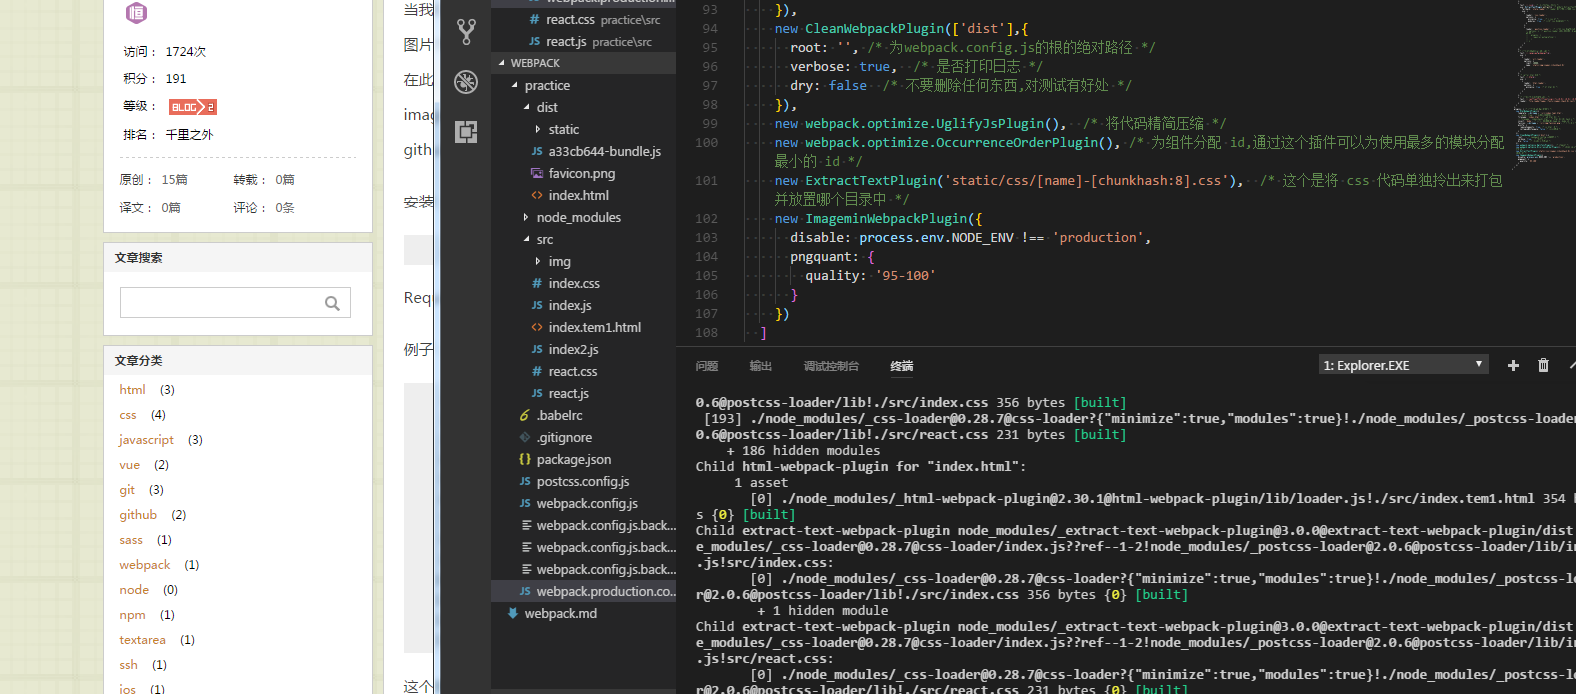 恒
访问： 1724次
积分： 191
等级： BLOG 2
排名： 千里之外
原创： 15篇 转载： 0篇
译文： 0篇 评论： 0条
文章搜索
文章分类
html (3)
css (4)
javascript (3)
vue (2)
git (3)
github (2)
sass (1)
webpack (1)
node (0)
npm (1)
textarea (1)
ssh (1)
ios (1)
当我
图片
在此
imag
gith
安装
Requ
例子
这个
react.css practice\src
react.js practice\src
WEBPACK
practice
dist
static
JS a33cb644-bundle.js
favicon.png
<> index.html
node_modules
src
img
# index.css
JS index.js
<> index.tem1.html
JS index2.js
# react.css
JS react.js
.babelrc
.gitignore
{} package.json
JS postcss.config.js
JS webpack.config.js
webpack.config.js.back...
webpack.config.js.back...
webpack.config.js.back...
JS webpack.production.co...
webpack.md
93 }),
94 new CleanWebpackPlugin(['dist'],{
95 root: '', /* 为webpack.config.js的根的绝对路径 */
96 verbose: true, /* 是否打印日志 */
97 dry: false /* 不要删除任何东西,对测试有好处 */
98 }),
99 new webpack.optimize.UglifyJsPlugin(), /* 将代码精简压缩 */
100 new webpack.optimize.OccurrenceOrderPlugin(), /* 为组件分配 id,通过这个插件可以为使用最多的模块分配
最小的 id */
101 new ExtractTextPlugin('static/css/[name]-[chunkhash:8].css'), /* 这个是将 css 代码单独拎出来打包
并放置哪个目录中 */
102 new ImageminWebpackPlugin({
103 disable: process.env.NODE_ENV !== 'production',
104 pngquant: {
105 quality: '95-100'
106 }
107 })
108 ]
问题 输出 调试控制台 终端 1: Explorer.EXE
0.6@postcss-loader/lib!./src/index.css 356 bytes [built]
[193] ./node_modules/_css-loader@0.28.7@css-loader?{"minimize":true,"modules":true}!./node_modules/_postcss-loade
0.6@postcss-loader/lib!./src/react.css 231 bytes [built]
+ 186 hidden modules
Child html-webpack-plugin for "index.html":
1 asset
[0] ./node_modules/_html-webpack-plugin@2.30.1@html-webpack-plugin/lib/loader.js!./src/index.tem1.html 354
s {0} [built]
Child extract-text-webpack-plugin node_modules/_extract-text-webpack-plugin@3.0.0@extract-text-webpack-plugin/dist
e_modules/_css-loader@0.28.7@css-loader/index.js??ref--1-2!node_modules/_postcss-loader@2.0.6@postcss-loader/lib/in
.js!src/index.css:
[0] ./node_modules/_css-loader@0.28.7@css-loader?{"minimize":true,"modules":true}!./node_modules/_postcss-lo
r@2.0.6@postcss-loader/lib!./src/index.css 356 bytes {0} [built]
+ 1 hidden module
Child extract-text-webpack-plugin node_modules/_extract-text-webpack-plugin@3.0.0@extract-text-webpack-plugin/dist
e_modules/_css-loader@0.28.7@css-loader/index.js??ref--1-2!node_modules/_postcss-loader@2.0.6@postcss-loader/lib/in
.js!src/react.css:
[0] ./node_modules/_css-loader@0.28.7@css-loader?{"minimize":true,"modules":true}!./node_modules/_postcss-lo
r@2.0.6@postcss-loader/lib!./src/react.css 231 bytes {0} [built]